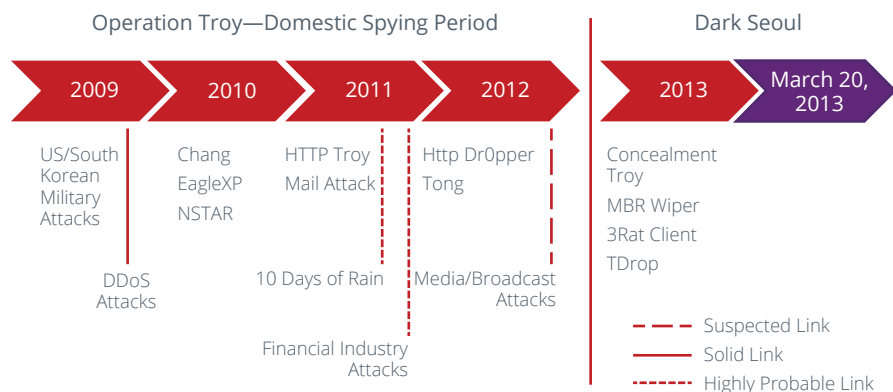 Operation Troy—Domestic Spying Period
Dark Seoul
2009
2010
2011
2012
2013
March 20,
2013
US/South
Korean
Military
Attacks
Chang
EagleXP
NSTAR
HTTP Troy
Mail Attack
Http Dr0pper
Tong
Concealment
Troy
MBR Wiper
3Rat Client
TDrop
DDoS
Attacks
10 Days of Rain
Media/Broadcast
Attacks
Financial Industry
Attacks
Suspected Link
Solid Link
Highly Probable Link